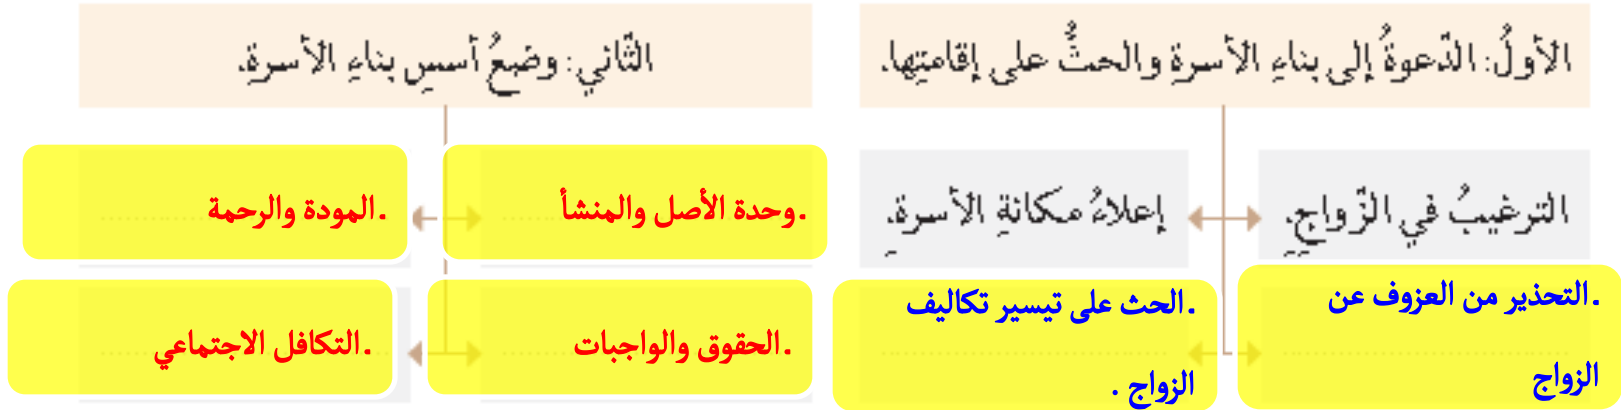 الأولُ: الدّعوةُ إلى بناءِ الأسرةِ والحثُّ على إقامتِها.
الترغيبُ في الزّواجِ.
إعلاءُ مكانةِ الأسرةِ.
.التحذير من العزوف عن
الزواج
.الحث على تيسير تكاليف
الزواج .
الثّاني: وضعُ أسسِ بناءِ الأسرةِ.
.وحدة الأصل والمنشأ
.المودة والرحمة
.الحقوق والواجبات
.التكافل الاجتماعي